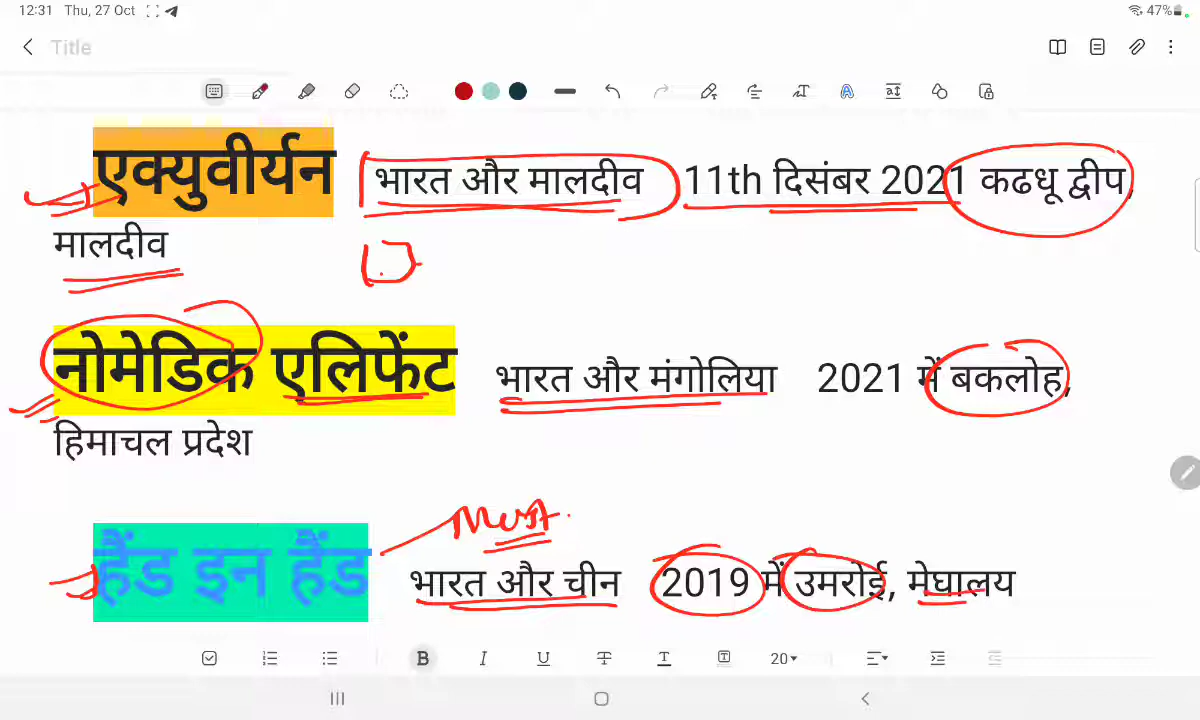 12:31 Thu, 27 Oct 47%
Title
एक्युवीर्यन भारत और मालदीव 11th दिसंबर 2021 कढधू द्वीप,
मालदीव
नोमेडिक एलिफेंट भारत और मंगोलिया 2021 में बकलोह,
हिमाचल प्रदेश
Most.
हैंड इन हैंड भारत और चीन 2019 में उमरोई, मेघालय
B I U T T T 20